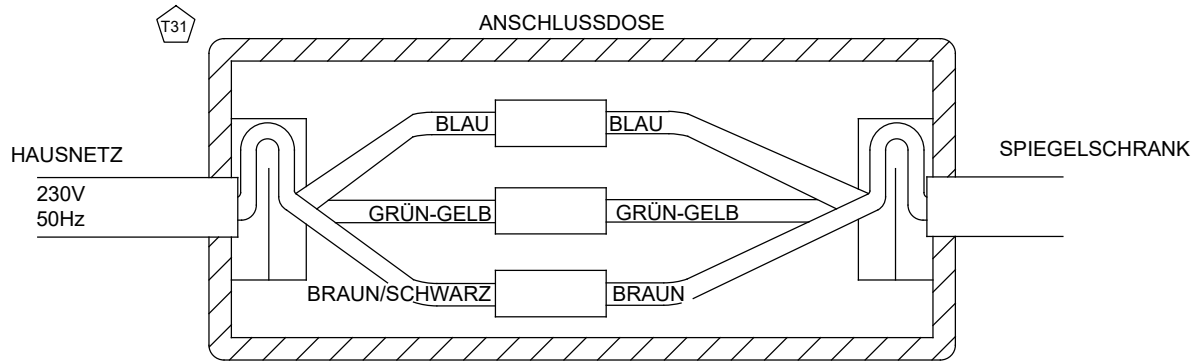 T31
ANSCHLUSSDOSE
BLAU BLAU
HAUSNETZ
SPIEGELSCHRANK
230V
50Hz
GRÜN-GELB GRÜN-GELB
BRAUN/SCHWARZ BRAUN